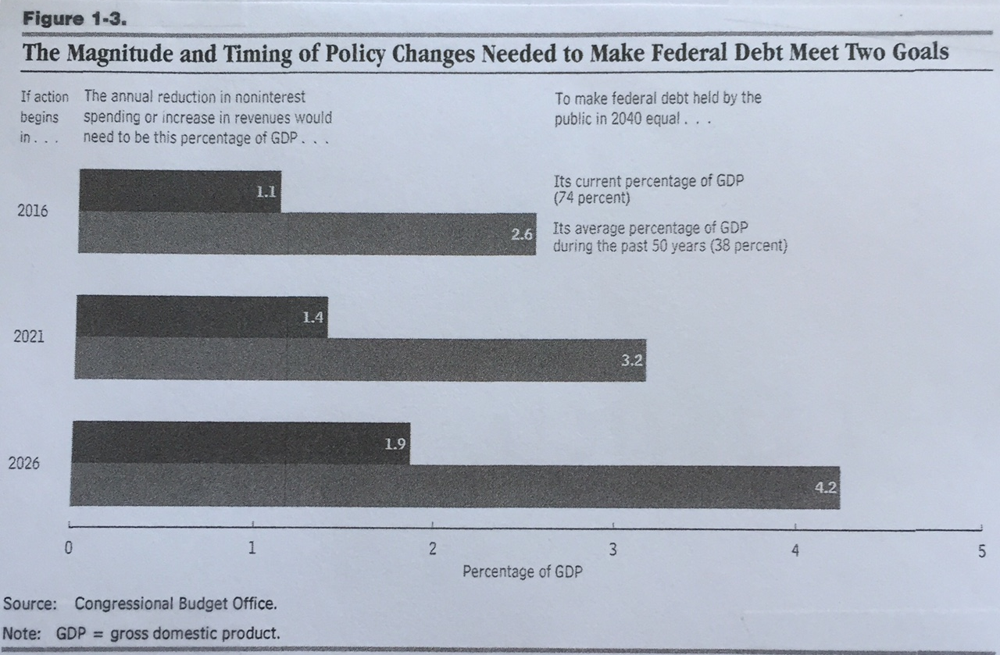 Figure 1-3.
The Magnitude and Timing of Policy Changes Needed to Make Federal Debt Meet Two Goals
If action
begins
in . . .
The annual reduction in noninterest
spending or increase in revenues would
need to be this percentage of GDP . . .
To make federal debt held by the
public in 2040 equal . . .
2016
1.1
2.6
Its current percentage of GDP
(74 percent)
Its average percentage of GDP
during the past 50 years (38 percent)
2021
1.4
3.2
2026
1.9
4.2
0 1 2 3 4 5
Percentage of GDP
Source: Congressional Budget Office.
Note: GDP = gross domestic product.